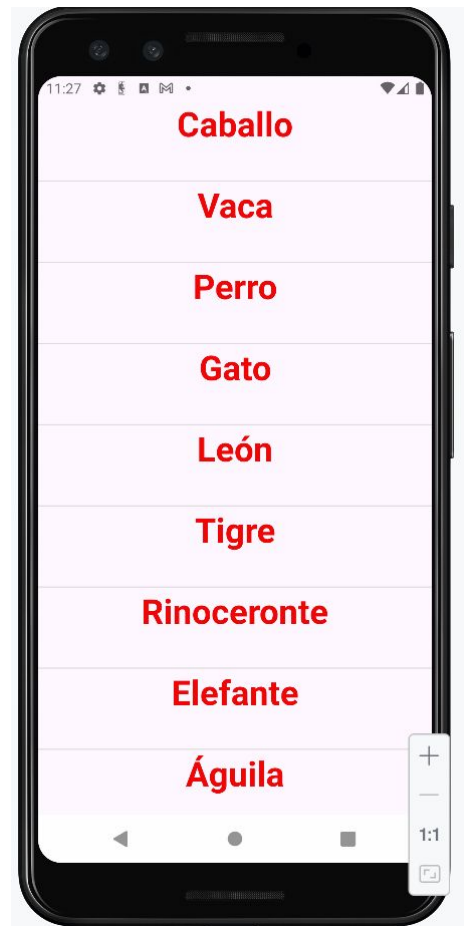 11:27
Caballo
Vaca
Perro
Gato
León
Tigre
Rinoceronte
Elefante
Águila
1:1